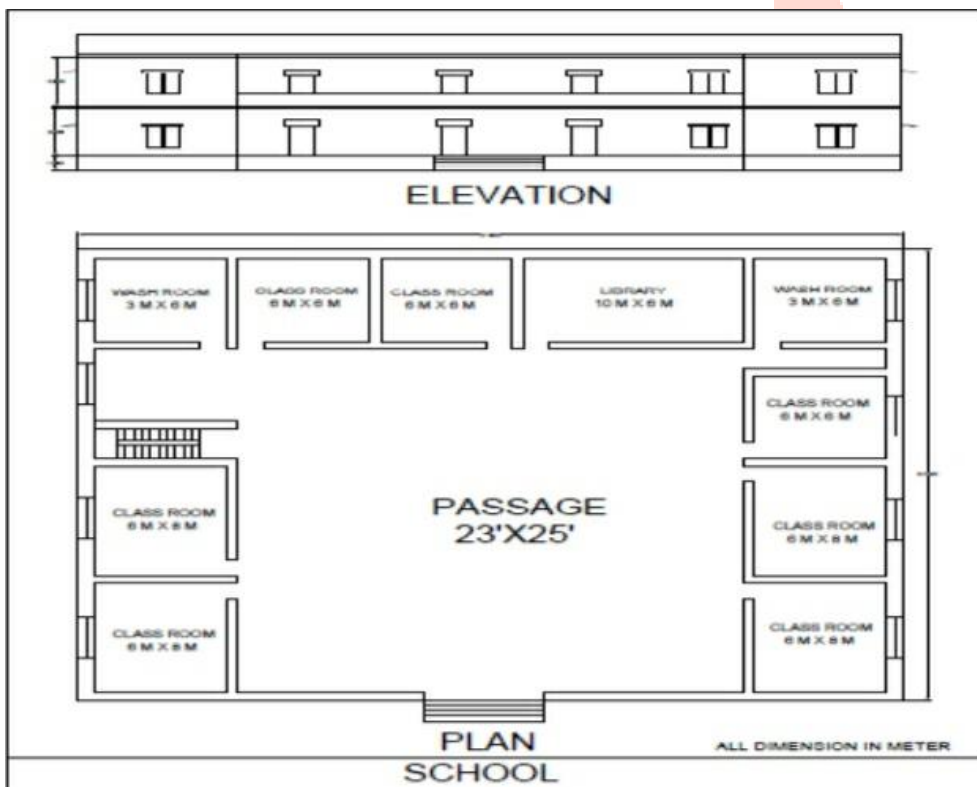 ELEVATION
WASH ROOM
3 M X 6 M
CLASS ROOM
6 M X 6 M
CLASS ROOM
6 M X 6 M
LIBRARY
10 M X 6 M
WASH ROOM
3 M X 6 M
CLASS ROOM
6 M X 6 M
CLASS ROOM
6 M X 8 M
PASSAGE
23'X25'
CLASS ROOM
6 M X 8 M
CLASS ROOM
6 M X 8 M
CLASS ROOM
6 M X 8 M
PLAN
ALL DIMENSION IN METER
SCHOOL